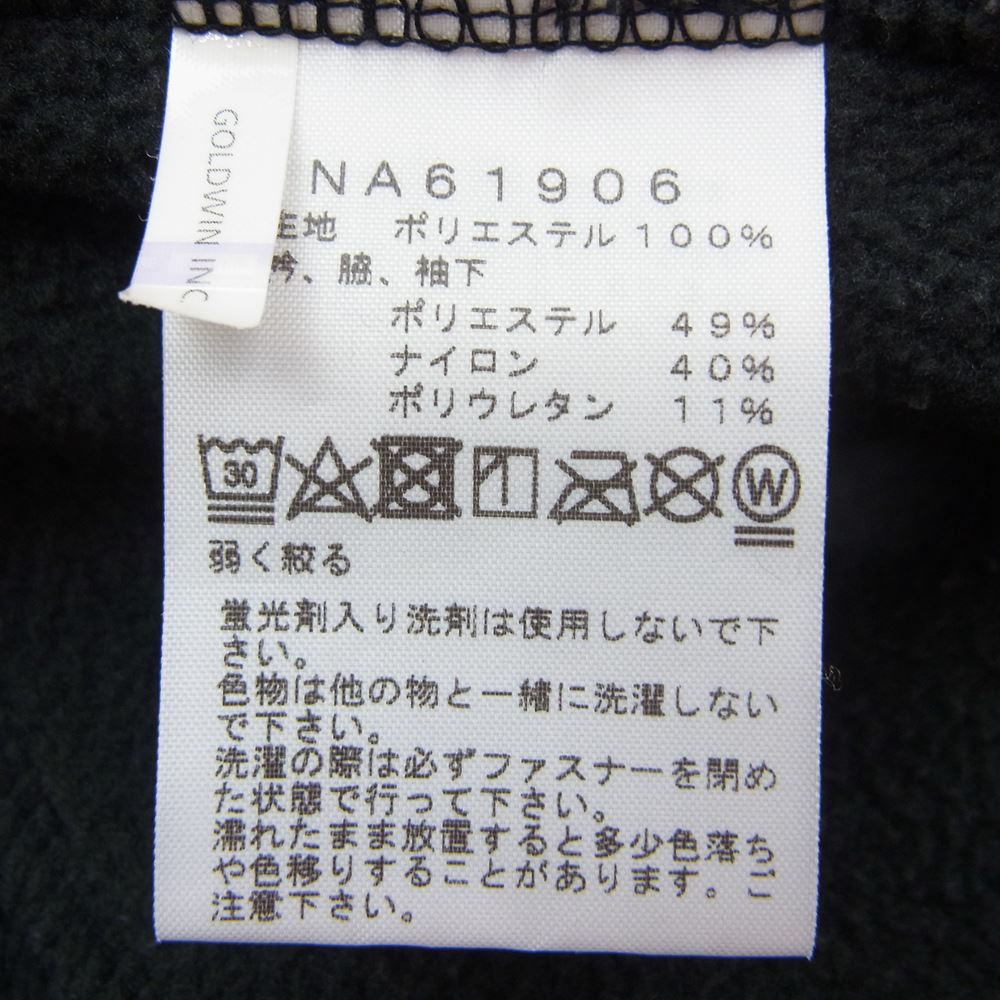 GOLDWIN INC
NA61906
生地 ポリエステル100%
衿、脇、袖下
ポリエステル 49%
ナイロン 40%
ポリウレタン 11%
30
W
弱く絞る
蛍光剤入り洗剤は使用しないで下
さい。
色物は他の物と一緒に洗濯しない
で下さい。
洗濯の際は必ずファスナーを閉め
た状態で行って下さい。
濡れたまま放置すると多少色落ち
や色移りすることがあります。ご
注意下さい。